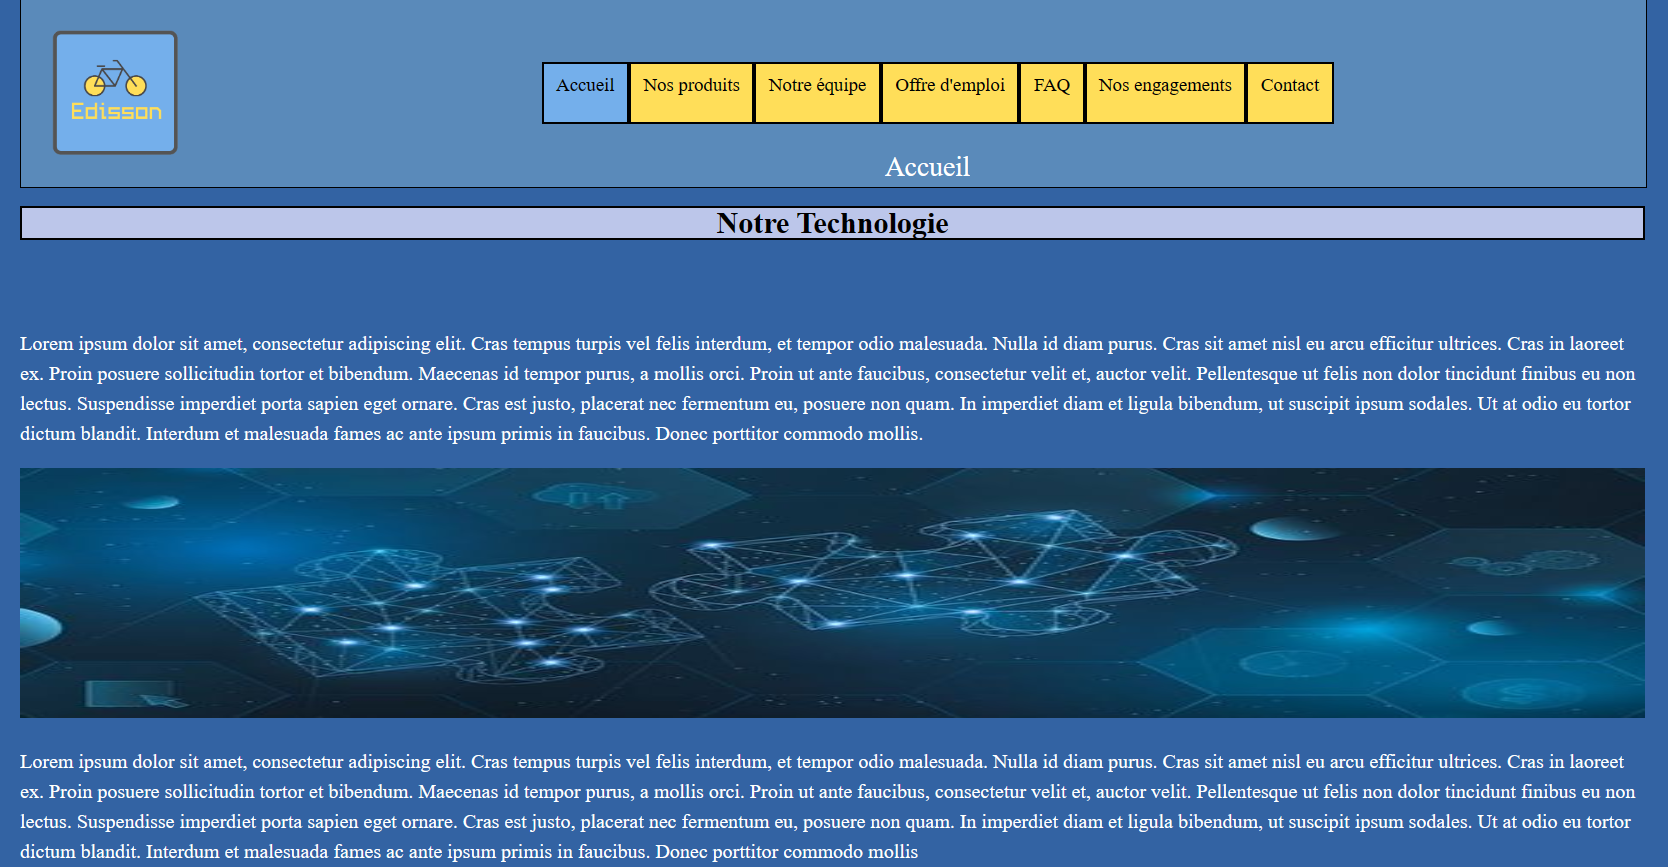 Edisson
Accueil
Nos produits
Notre équipe
Offre d'emploi
FAQ
Nos engagements
Contact
Accueil
Notre Technologie
Lorem ipsum dolor sit amet, consectetur adipiscing elit. Cras tempus turpis vel felis interdum, et tempor odio malesuada. Nulla id diam purus. Cras sit amet nisl eu arcu efficitur ultrices. Cras in laoreet
ex. Proin posuere sollicitudin tortor et bibendum. Maecenas id tempor purus, a mollis orci. Proin ut ante faucibus, consectetur velit et, auctor velit. Pellentesque ut felis non dolor tincidunt finibus eu non
lectus. Suspendisse imperdiet porta sapien eget ornare. Cras est justo, placerat nec fermentum eu, posuere non quam. In imperdiet diam et ligula bibendum, ut suscipit ipsum sodales. Ut at odio eu tortor
dictum blandit. Interdum et malesuada fames ac ante ipsum primis in faucibus. Donec porttitor commodo mollis.
Lorem ipsum dolor sit amet, consectetur adipiscing elit. Cras tempus turpis vel felis interdum, et tempor odio malesuada. Nulla id diam purus. Cras sit amet nisl eu arcu efficitur ultrices. Cras in laoreet
ex. Proin posuere sollicitudin tortor et bibendum. Maecenas id tempor purus, a mollis orci. Proin ut ante faucibus, consectetur velit et, auctor velit. Pellentesque ut felis non dolor tincidunt finibus eu non
lectus. Suspendisse imperdiet porta sapien eget ornare. Cras est justo, placerat nec fermentum eu, posuere non quam. In imperdiet diam et ligula bibendum, ut suscipit ipsum sodales. Ut at odio eu tortor
dictum blandit. Interdum et malesuada fames ac ante ipsum primis in faucibus. Donec porttitor commodo mollis